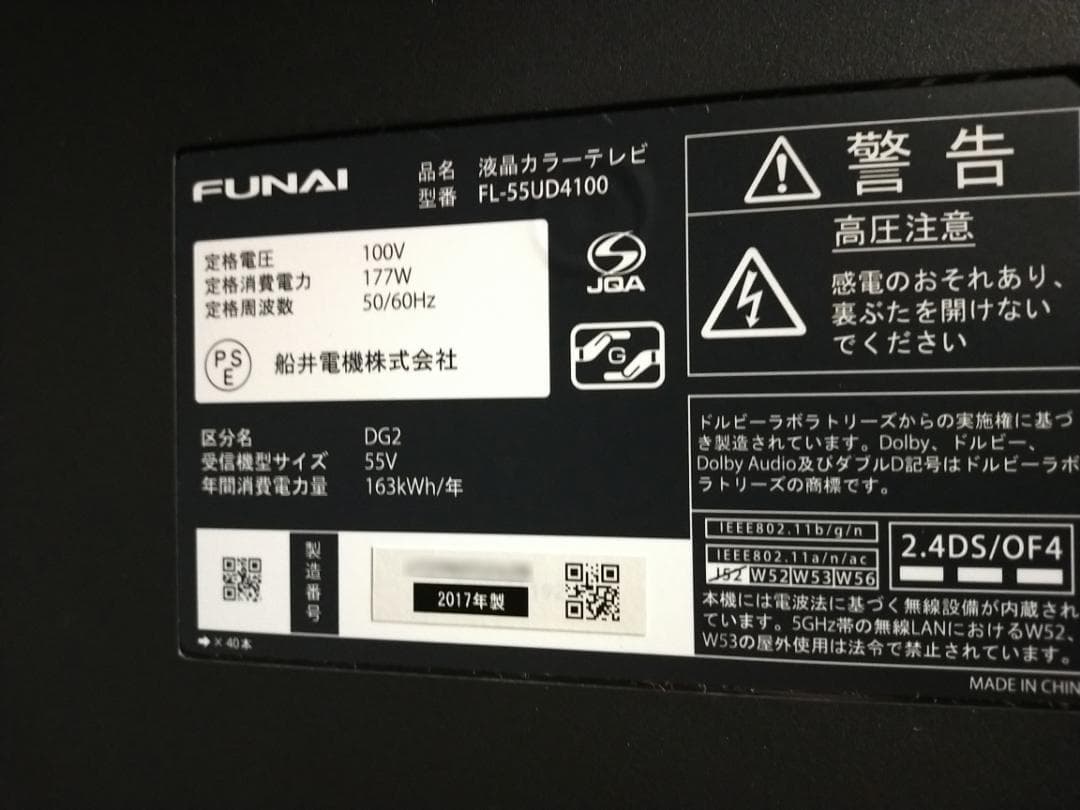 FUNAI
品名 液晶カラーテレビ
型番 FL-55UD4100
定格電圧 100V
定格消費電力 177W
定格周波数 50/60Hz
PSE 船井電機株式会社
JQA
G
区分名 DG2
受信機型サイズ 55V
年間消費電力量 163kWh/年
製造番号
2017年製
➔×40本
警告
高圧注意
感電のおそれあり、
裏ぶたを開けない
でください
ドルビーラボラトリーズからの実施権に基づ
き製造されています。Dolby、ドルビー、
Dolby Audio及びダブルD記号はドルビーラボ
ラトリーズの商標です。
IEEE802.11b/g/n
IEEE802.11a/n/ac
J52 W52 W53 W56
2.4DS/OF4
本機には電波法に基づく無線設備が内蔵され
ています。5GHz帯の無線LANにおけるW52、
W53の屋外使用は法令で禁止されています。
MADE IN CHIN